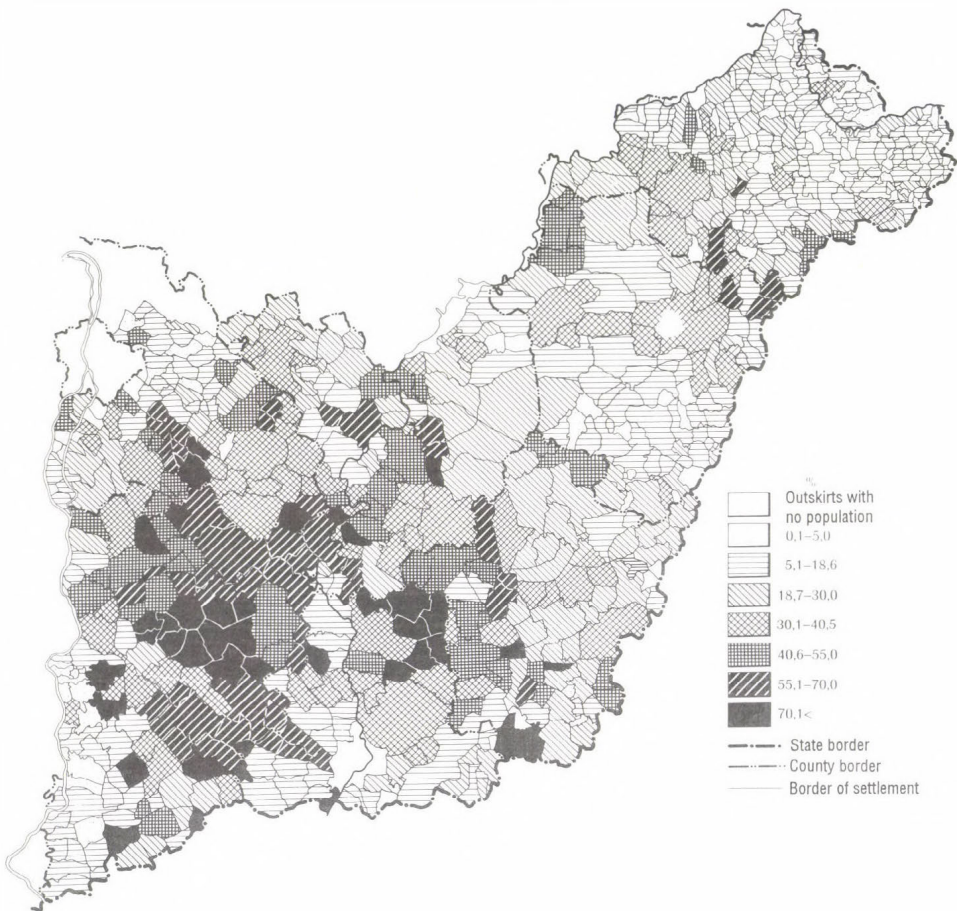 %
Outskirts with
no population
0,1–5,0
5,1–18,6
18,7–30,0
30,1–40,5
40,6–55,0
55,1–70,0
70,1<
State border
County border
Border of settlement